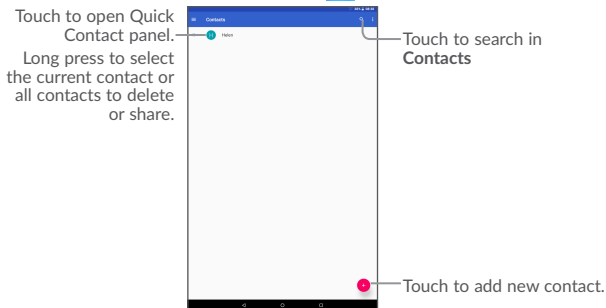 Touch to open Quick
Contact panel.
Long press to select
the current contact or
all contacts to delete
or share.
Contacts
Helen
Touch to search in
Contacts
Touch to add new contact.